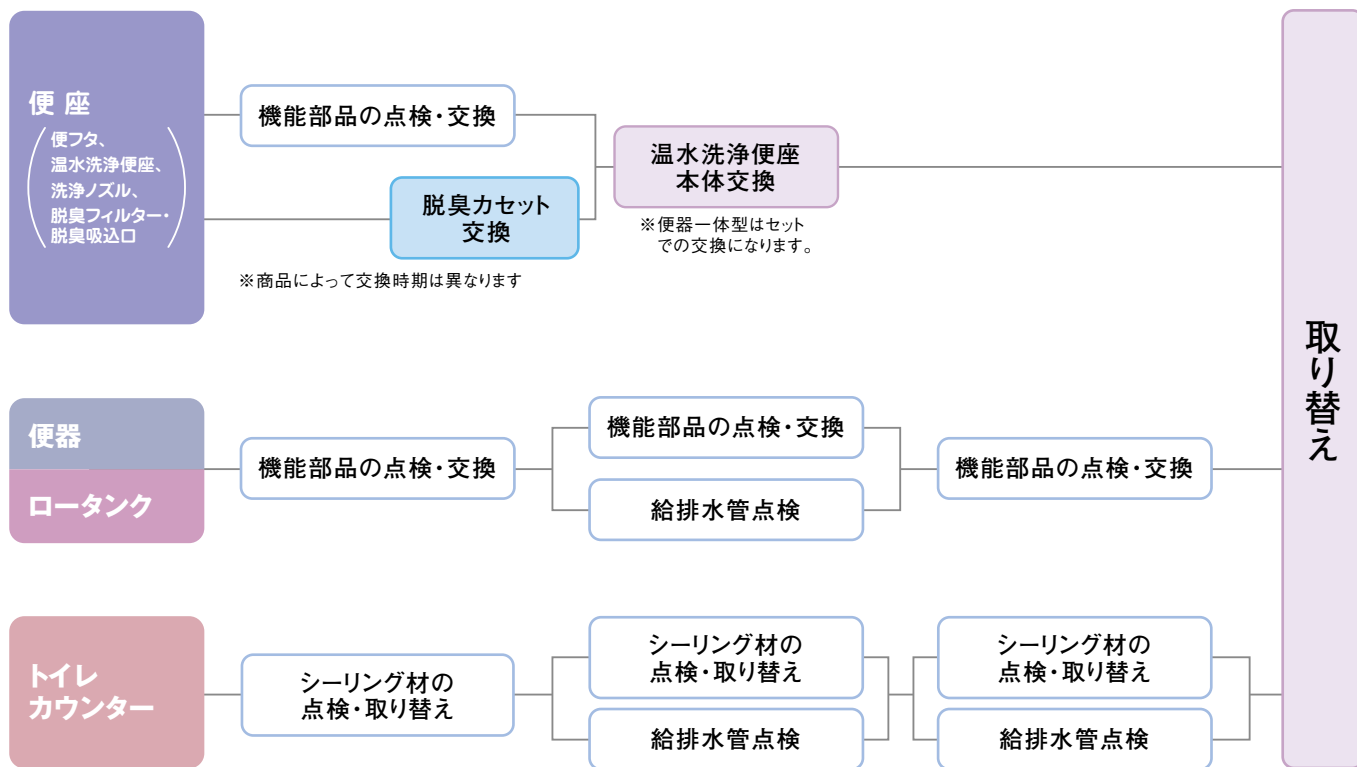 便座
便フタ、
温水洗浄便座、
洗浄ノズル、
脱臭フィルター・
脱臭吸込口
機能部品の点検・交換
脱臭カセット
交換
※商品によって交換時期は異なります
温水洗浄便座
本体交換
※便器一体型はセット
での交換になります。
便器
ロータンク
機能部品の点検・交換
機能部品の点検・交換
給排水管点検
機能部品の点検・交換
トイレ
カウンター
シーリング材の
点検・取り替え
シーリング材の
点検・取り替え
給排水管点検
シーリング材の
点検・取り替え
給排水管点検
取り替え